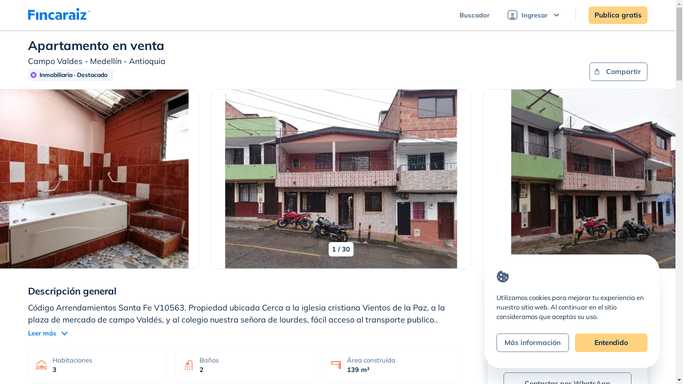 Fincaraiz
Buscador
Ingresar
Publica gratis
Apartamento en venta
Campo Valdes - Medellín - Antioquia
Inmobiliaria · Destacado
Compartir
1 / 30
Descripción general
Código Arrendamientos Santa Fe V10563, Propiedad ubicada Cerca a la iglesia cristiana Vientos de la Paz, a la
plaza de mercado de campo Valdés, y al colegio nuestra señora de lourdes, fácil acceso al transporte publico..
Leer más
Habitaciones
3
Baños
2
Área construída
139 m²
Utilizamos cookies para mejorar tu experiencia en
nuestro sitio web. Al continuar en el sitio
consideramos que aceptas su uso.
Más información
Entendido
Contactar por WhatsApp